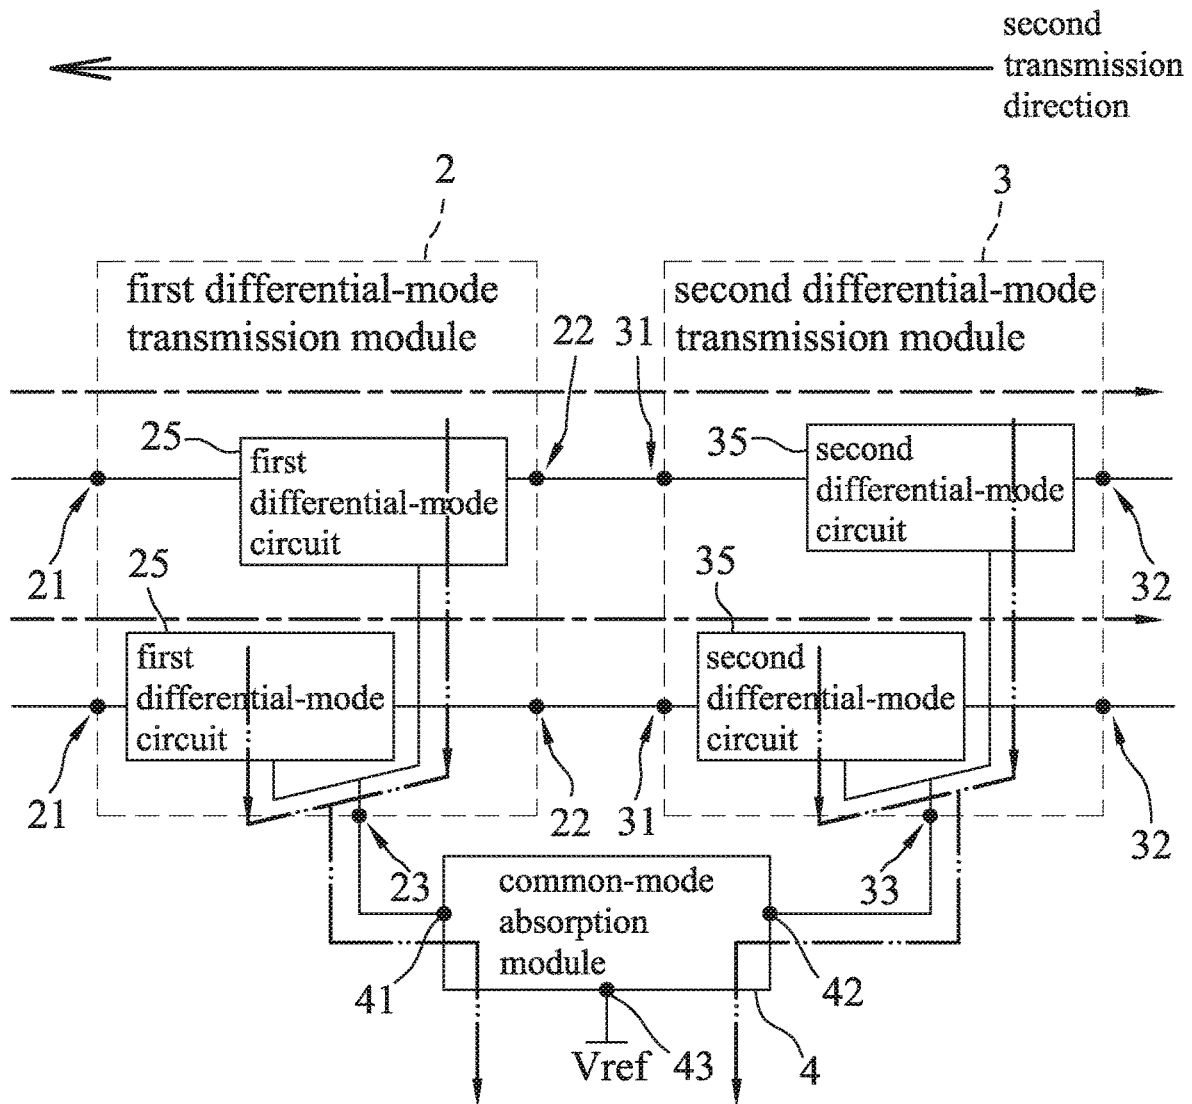 second
transmission
direction
2
3
first differential-mode
transmission module
second differential-mode
transmission module
22
31
25
first
differential-mode
circuit
35
second
differential-mode
circuit
21
25
35
32
first
differential-mode
circuit
second
differential-mode
circuit
21
22
31
32
23
33
common-mode
absorption
module
41
42
Vref
43
4